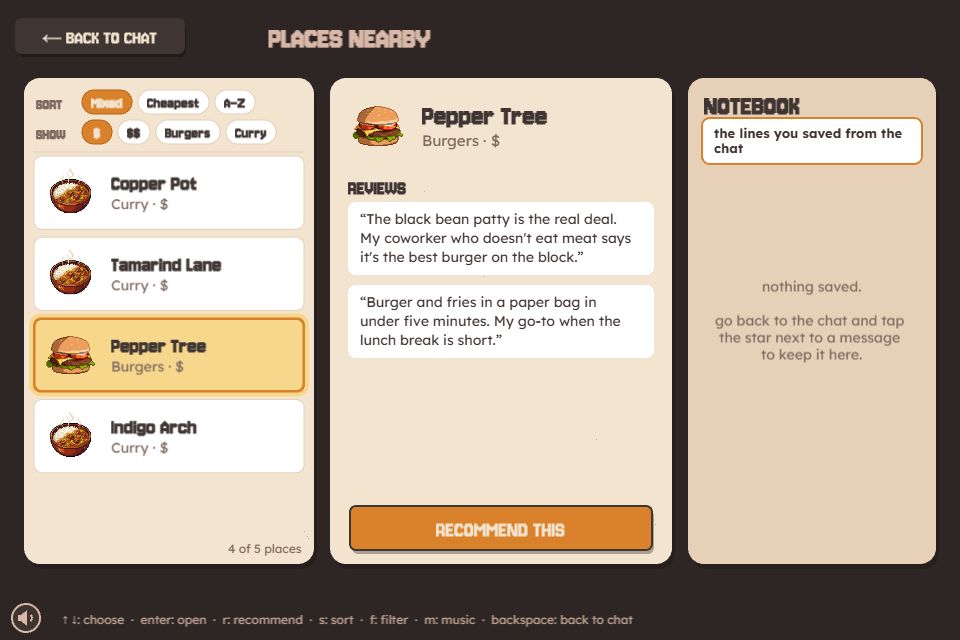 ← BACK TO CHAT
PLACES NEARBY
SORT
Mixed
Cheapest
A-Z
SHOW
$
$$
Burgers
Curry
Copper Pot
Curry · $
Tamarind Lane
Curry · $
Pepper Tree
Burgers · $
Indigo Arch
Curry · $
4 of 5 places
Pepper Tree
Burgers · $
REVIEWS
“The black bean patty is the real deal.
My coworker who doesn't eat meat says
it's the best burger on the block.”
“Burger and fries in a paper bag in
under five minutes. My go-to when the
lunch break is short.”
RECOMMEND THIS
NOTEBOOK
the lines you saved from the
chat
nothing saved.
go back to the chat and tap
the star next to a message
to keep it here.
↑ ↓: choose · enter: open · r: recommend · s: sort · f: filter · m: music · backspace: back to chat